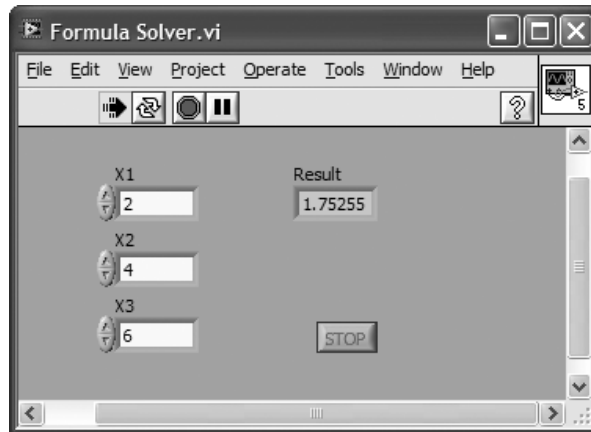 Formula Solver.vi
File Edit View Project Operate Tools Window Help
?
5
X1
2
Result
1.75255
X2
4
X3
6
STOP